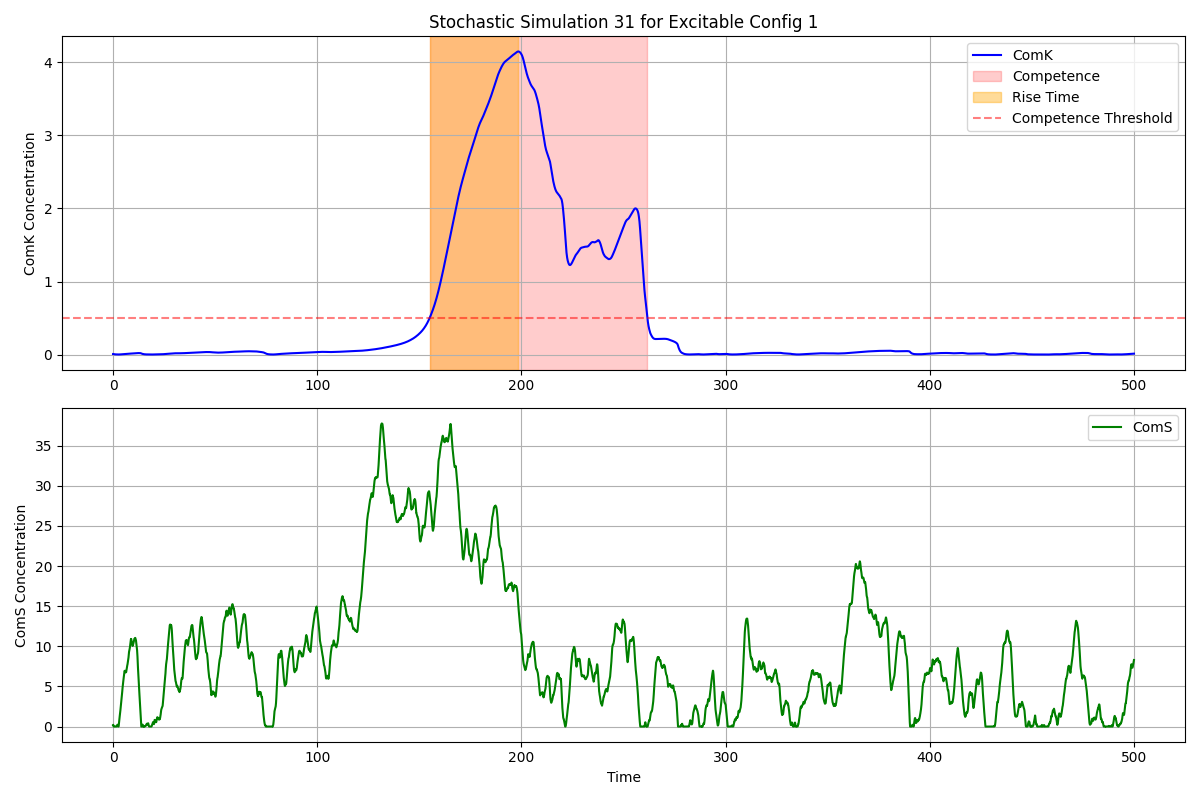 Stochastic Simulation 31 for Excitable Config 1
ComK Concentration
4
3
2
1
0
ComK
Competence
Rise Time
Competence Threshold
0 100 200 300 400 500
ComS Concentration
35
30
25
20
15
10
5
0
ComS
0 100 200 300 400 500
Time